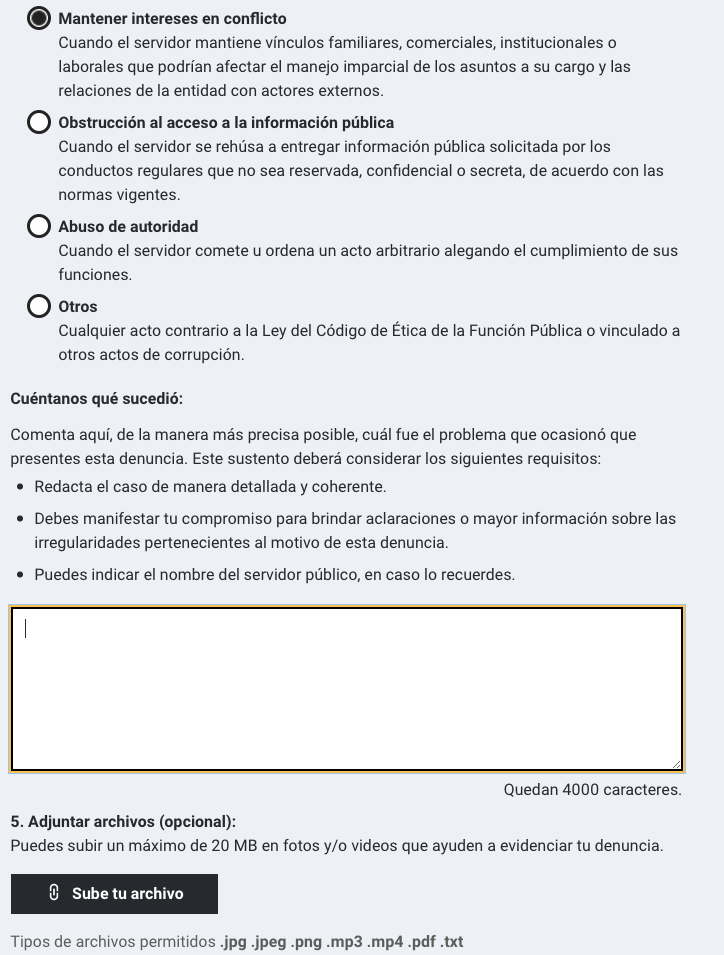 Mantener intereses en conflicto
Cuando el servidor mantiene vínculos familiares, comerciales, institucionales o
laborales que podrían afectar el manejo imparcial de los asuntos a su cargo y las
relaciones de la entidad con actores externos.
Obstrucción al acceso a la información pública
Cuando el servidor se rehúsa a entregar información pública solicitada por los
conductos regulares que no sea reservada, confidencial o secreta, de acuerdo con las
normas vigentes.
Abuso de autoridad
Cuando el servidor comete u ordena un acto arbitrario alegando el cumplimiento de sus
funciones.
Otros
Cualquier acto contrario a la Ley del Código de Ética de la Función Pública o vinculado a
otros actos de corrupción.
Cuéntanos qué sucedió:
Comenta aquí, de la manera más precisa posible, cuál fue el problema que ocasionó que
presentes esta denuncia. Este sustento deberá considerar los siguientes requisitos:
• Redacta el caso de manera detallada y coherente.
• Debes manifestar tu compromiso para brindar aclaraciones o mayor información sobre las
irregularidades pertenecientes al motivo de esta denuncia.
• Puedes indicar el nombre del servidor público, en caso lo recuerdes.
Quedan 4000 caracteres.
5. Adjuntar archivos (opcional):
Puedes subir un máximo de 20 MB en fotos y/o videos que ayuden a evidenciar tu denuncia.
Sube tu archivo
Tipos de archivos permitidos .jpg .jpeg .png .mp3 .mp4 .pdf .txt